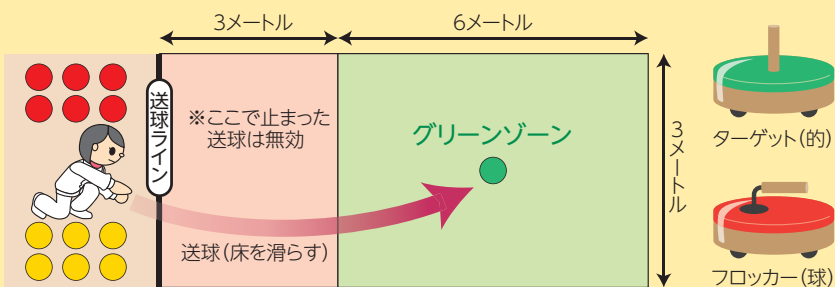 3メートル
6メートル
送球ライン
※ここで止まった
送球は無効
グリーンゾーン
3メートル
送球(床を滑らす)
ターゲット(的)
フロッカー(球)